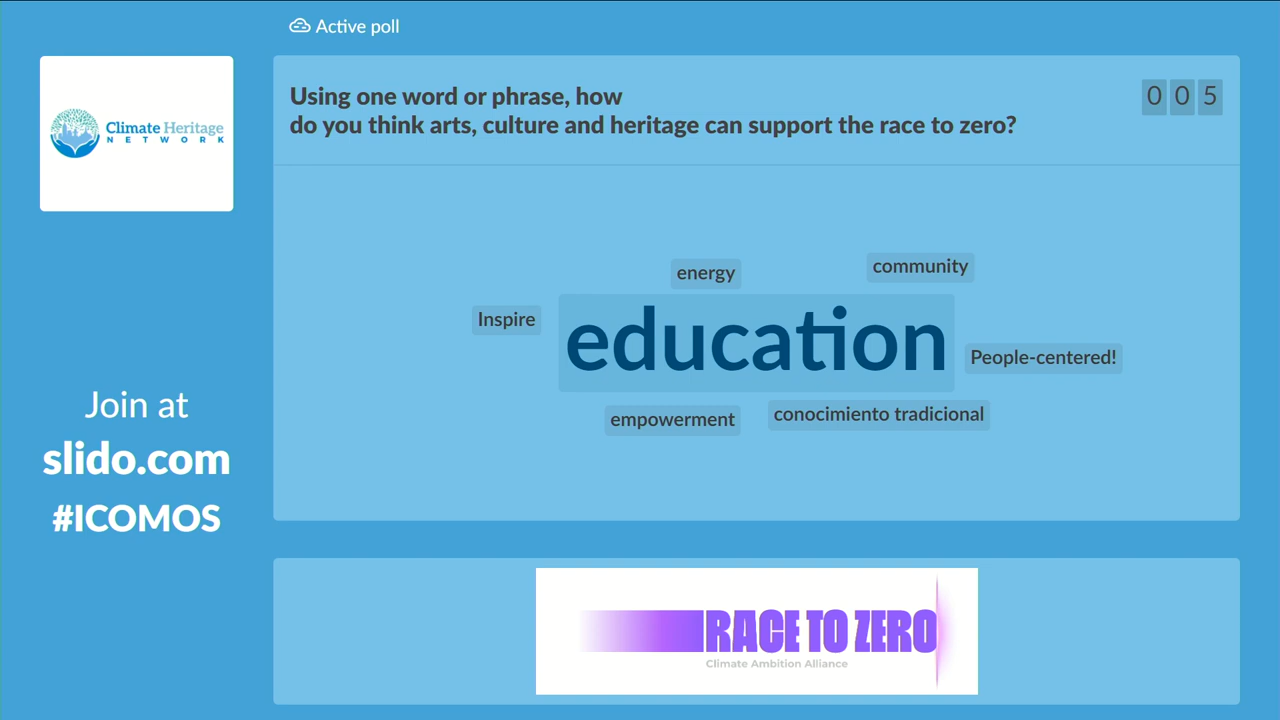 Active poll
Climate Heritage
NETWORK
Using one word or phrase, how
do you think arts, culture and heritage can support the race to zero?
005
energy
community
Inspire
education
People-centered!
empowerment
conocimiento tradicional
Join at
slido.com
#ICOMOS
RACE TO ZERO
Climate Ambition Alliance